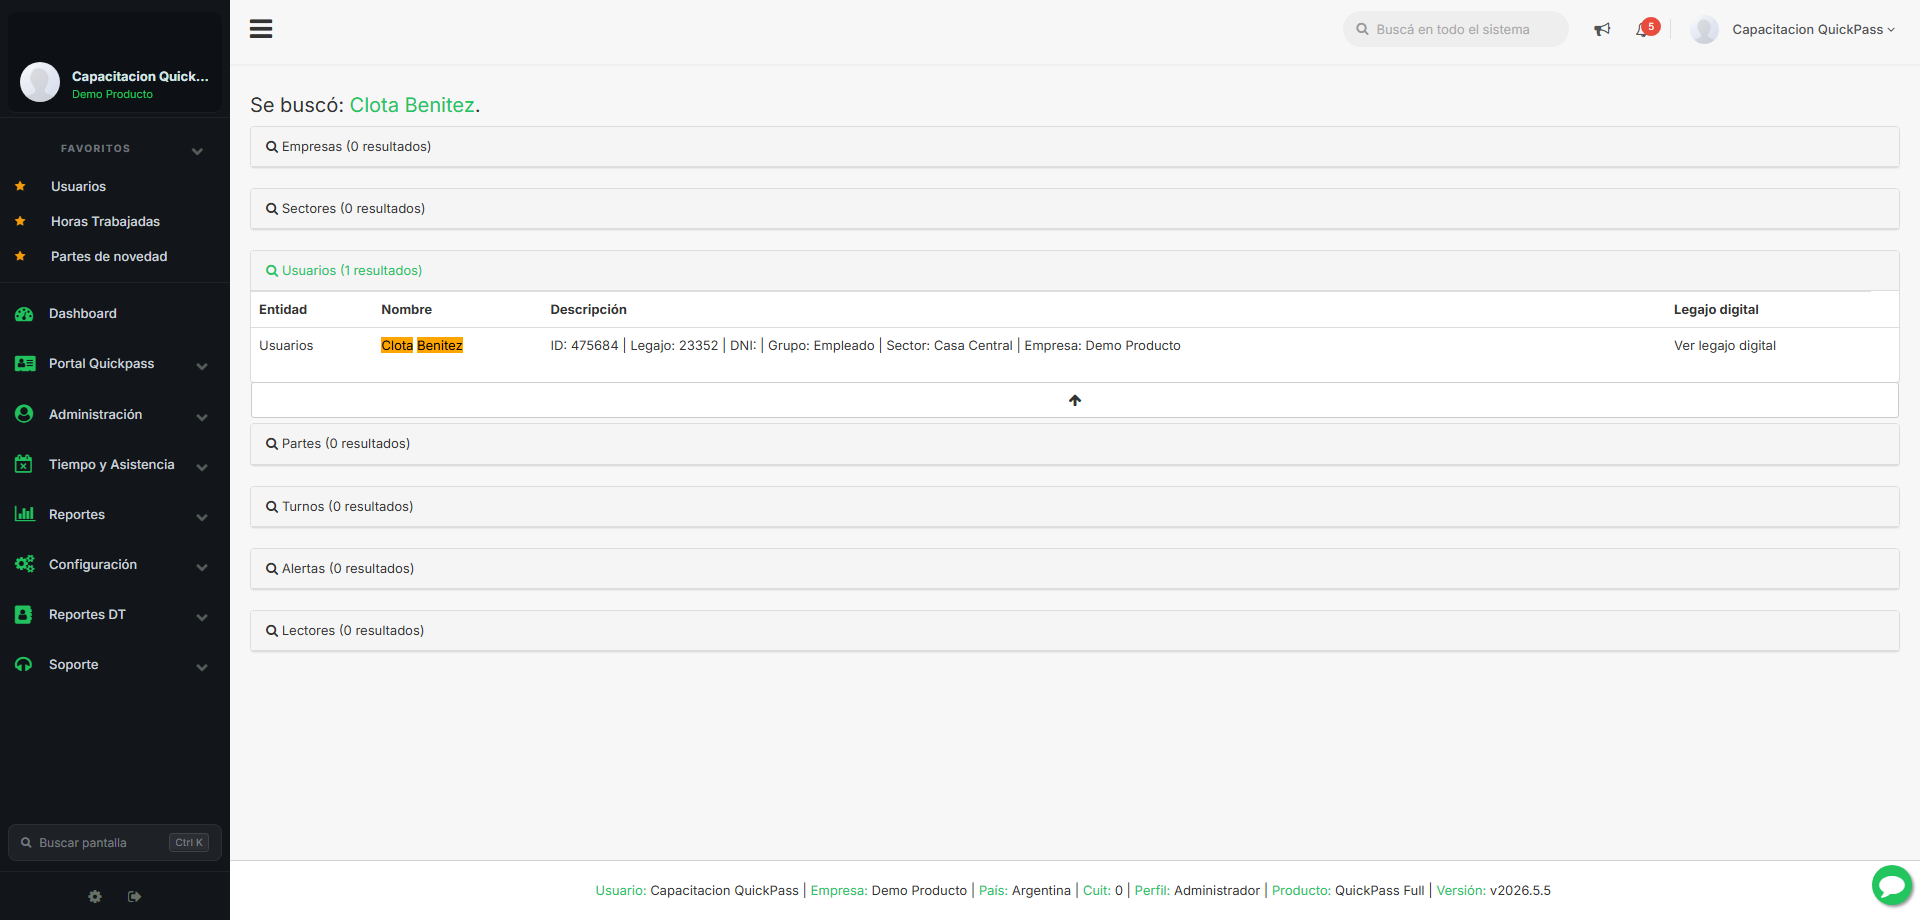 Capacitacion Quick...
Demo Producto
FAVORITOS
Usuarios
Horas Trabajadas
Partes de novedad
Dashboard
Portal Quickpass
Administración
Tiempo y Asistencia
Reportes
Configuración
Reportes DT
Soporte
Buscar pantalla
Ctrl K
Buscá en todo el sistema
5
Capacitacion QuickPass
Se buscó: Clota Benitez.
Empresas (0 resultados)
Sectores (0 resultados)
Usuarios (1 resultados)
Entidad Nombre Descripción Legajo digital
Usuarios Clota Benitez ID: 475684 | Legajo: 23352 | DNI: | Grupo: Empleado | Sector: Casa Central | Empresa: Demo Producto Ver legajo digital
Partes (0 resultados)
Turnos (0 resultados)
Alertas (0 resultados)
Lectores (0 resultados)
Usuario: Capacitacion QuickPass | Empresa: Demo Producto | País: Argentina | Cuit: 0 | Perfil: Administrador | Producto: QuickPass Full | Versión: v2026.5.5